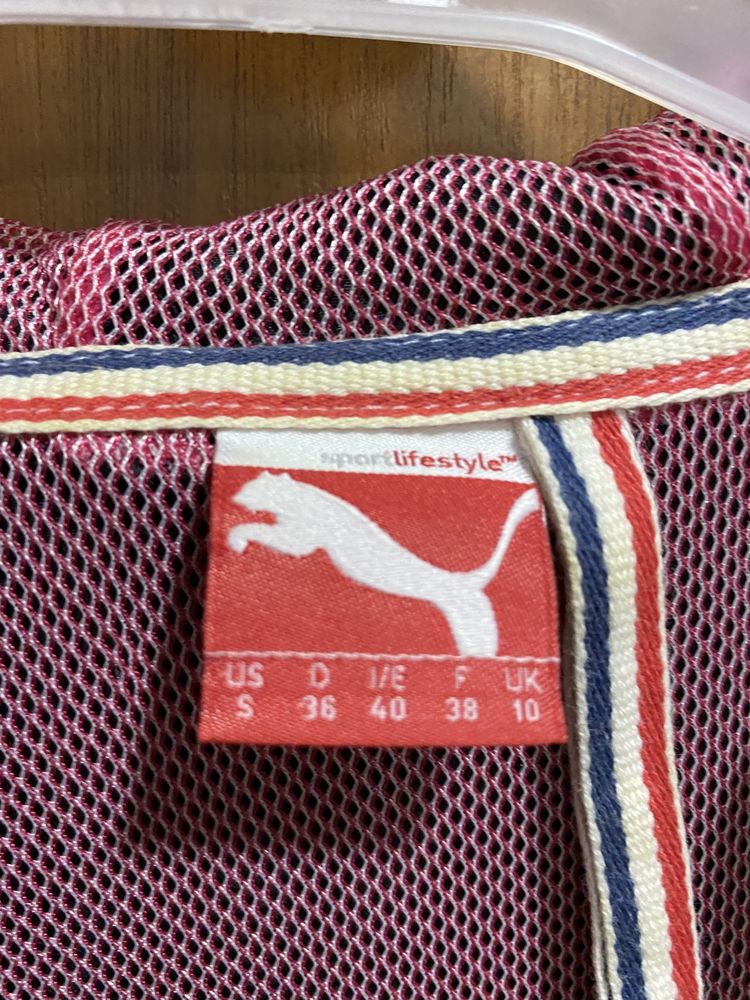 sportlifestyle™
US D I/E F UK
S 36 40 38 10